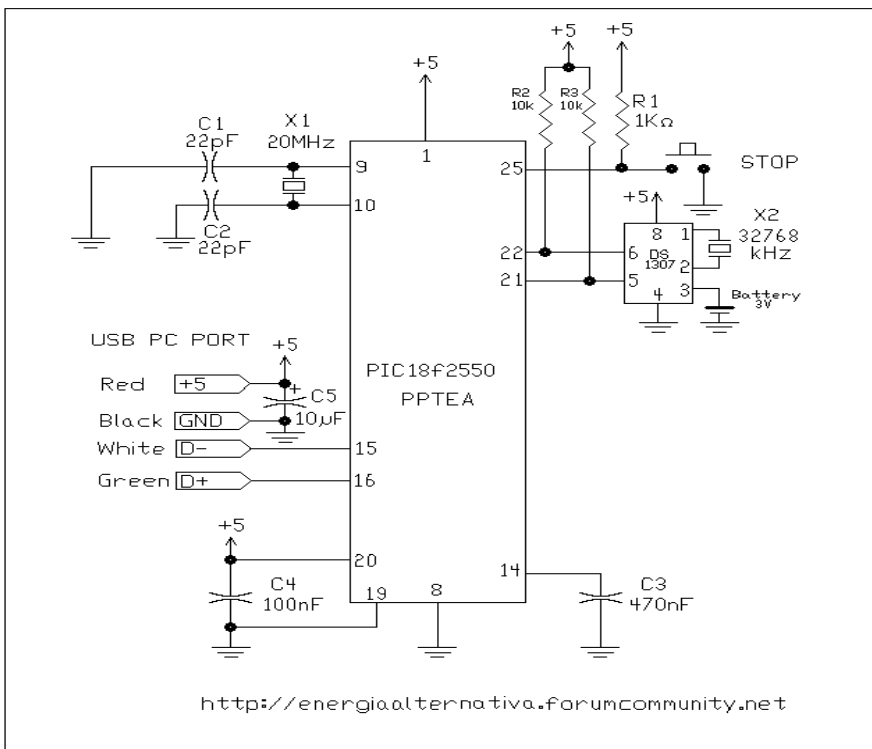 +5
+5
+5
R2
10k
R3
10k
R1
1KΩ
C1
22pF
X1
20MHz
9
1
25
STOP
10
C2
22pF
+5
8
1
X2
32768
kHz
22
6
DS
1307
2
21
5
4
3
Battery
3V
USB PC PORT
+5
PIC18f2550
PPTEA
Red
+5
+
C5
10µF
Black
GND
White
D-
15
Green
D+
16
+5
20
14
C4
100nF
19
8
C3
470nF
http://energiaalternativa.forumcommunity.net